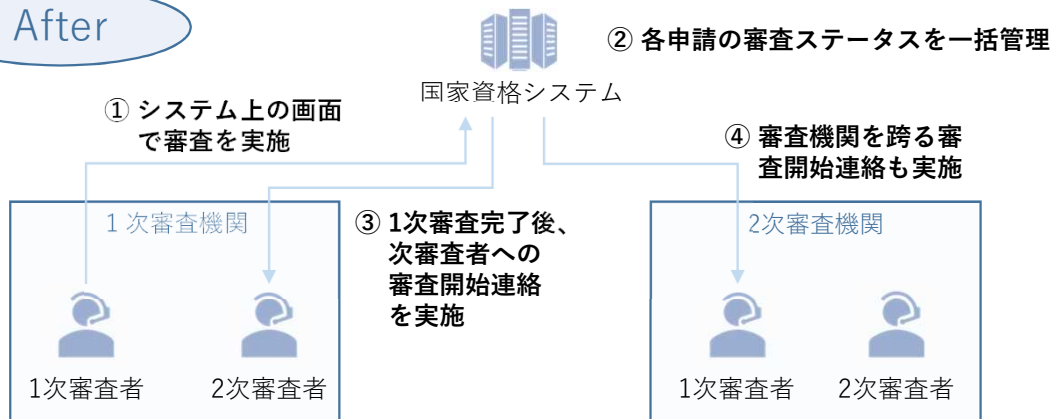 After
② 各申請の審査ステータスを一括管理
国家資格システム
① システム上の画面
で審査を実施
④ 審査機関を跨る審
査開始連絡も実施
1次審査機関
③ 1次審査完了後、
次審査者への
審査開始連絡
を実施
2次審査機関
1次審査者
2次審査者
1次審査者
2次審査者